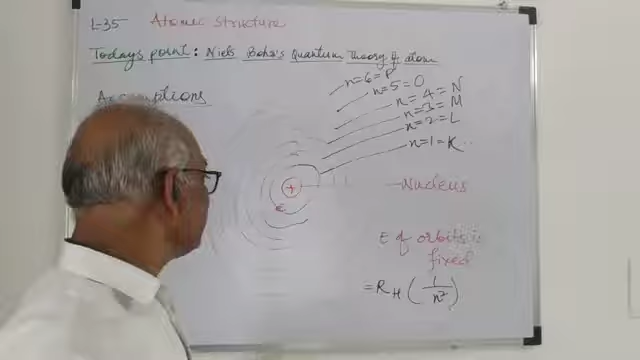 L-35 Atomic Structure
Todays point : Niels Bohr's Quantum Theory of atom
Assumptions
n=6=P
n=5=O
n=4=N
n=3=M
n=2=L
n=1=K
+
e
Nucleus
E of orbits is
fixed
=R_H (1/n²)